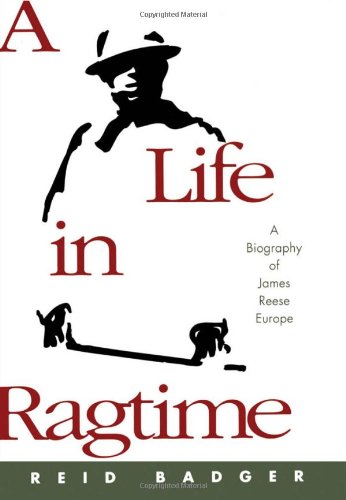 Copyrighted Material
A
Life
in
Ragtime
A
Biography
of
James
Reese
Europe
REID BADGER